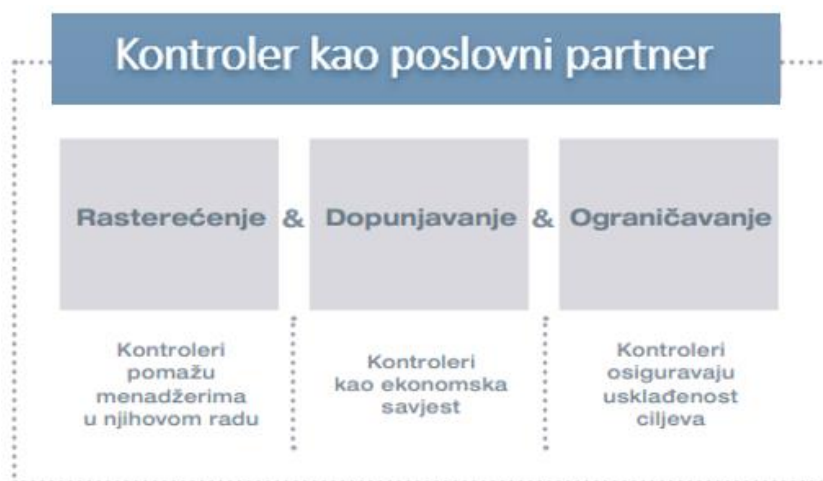 Kontroler kao poslovni partner
Rasterećenje & Dopunjavanje & Ograničavanje
Kontroleri
pomažu
menadžerima
u njihovom radu
Kontroleri
kao ekonomska
savjest
Kontroleri
osiguravaju
usklađenost
ciljeva